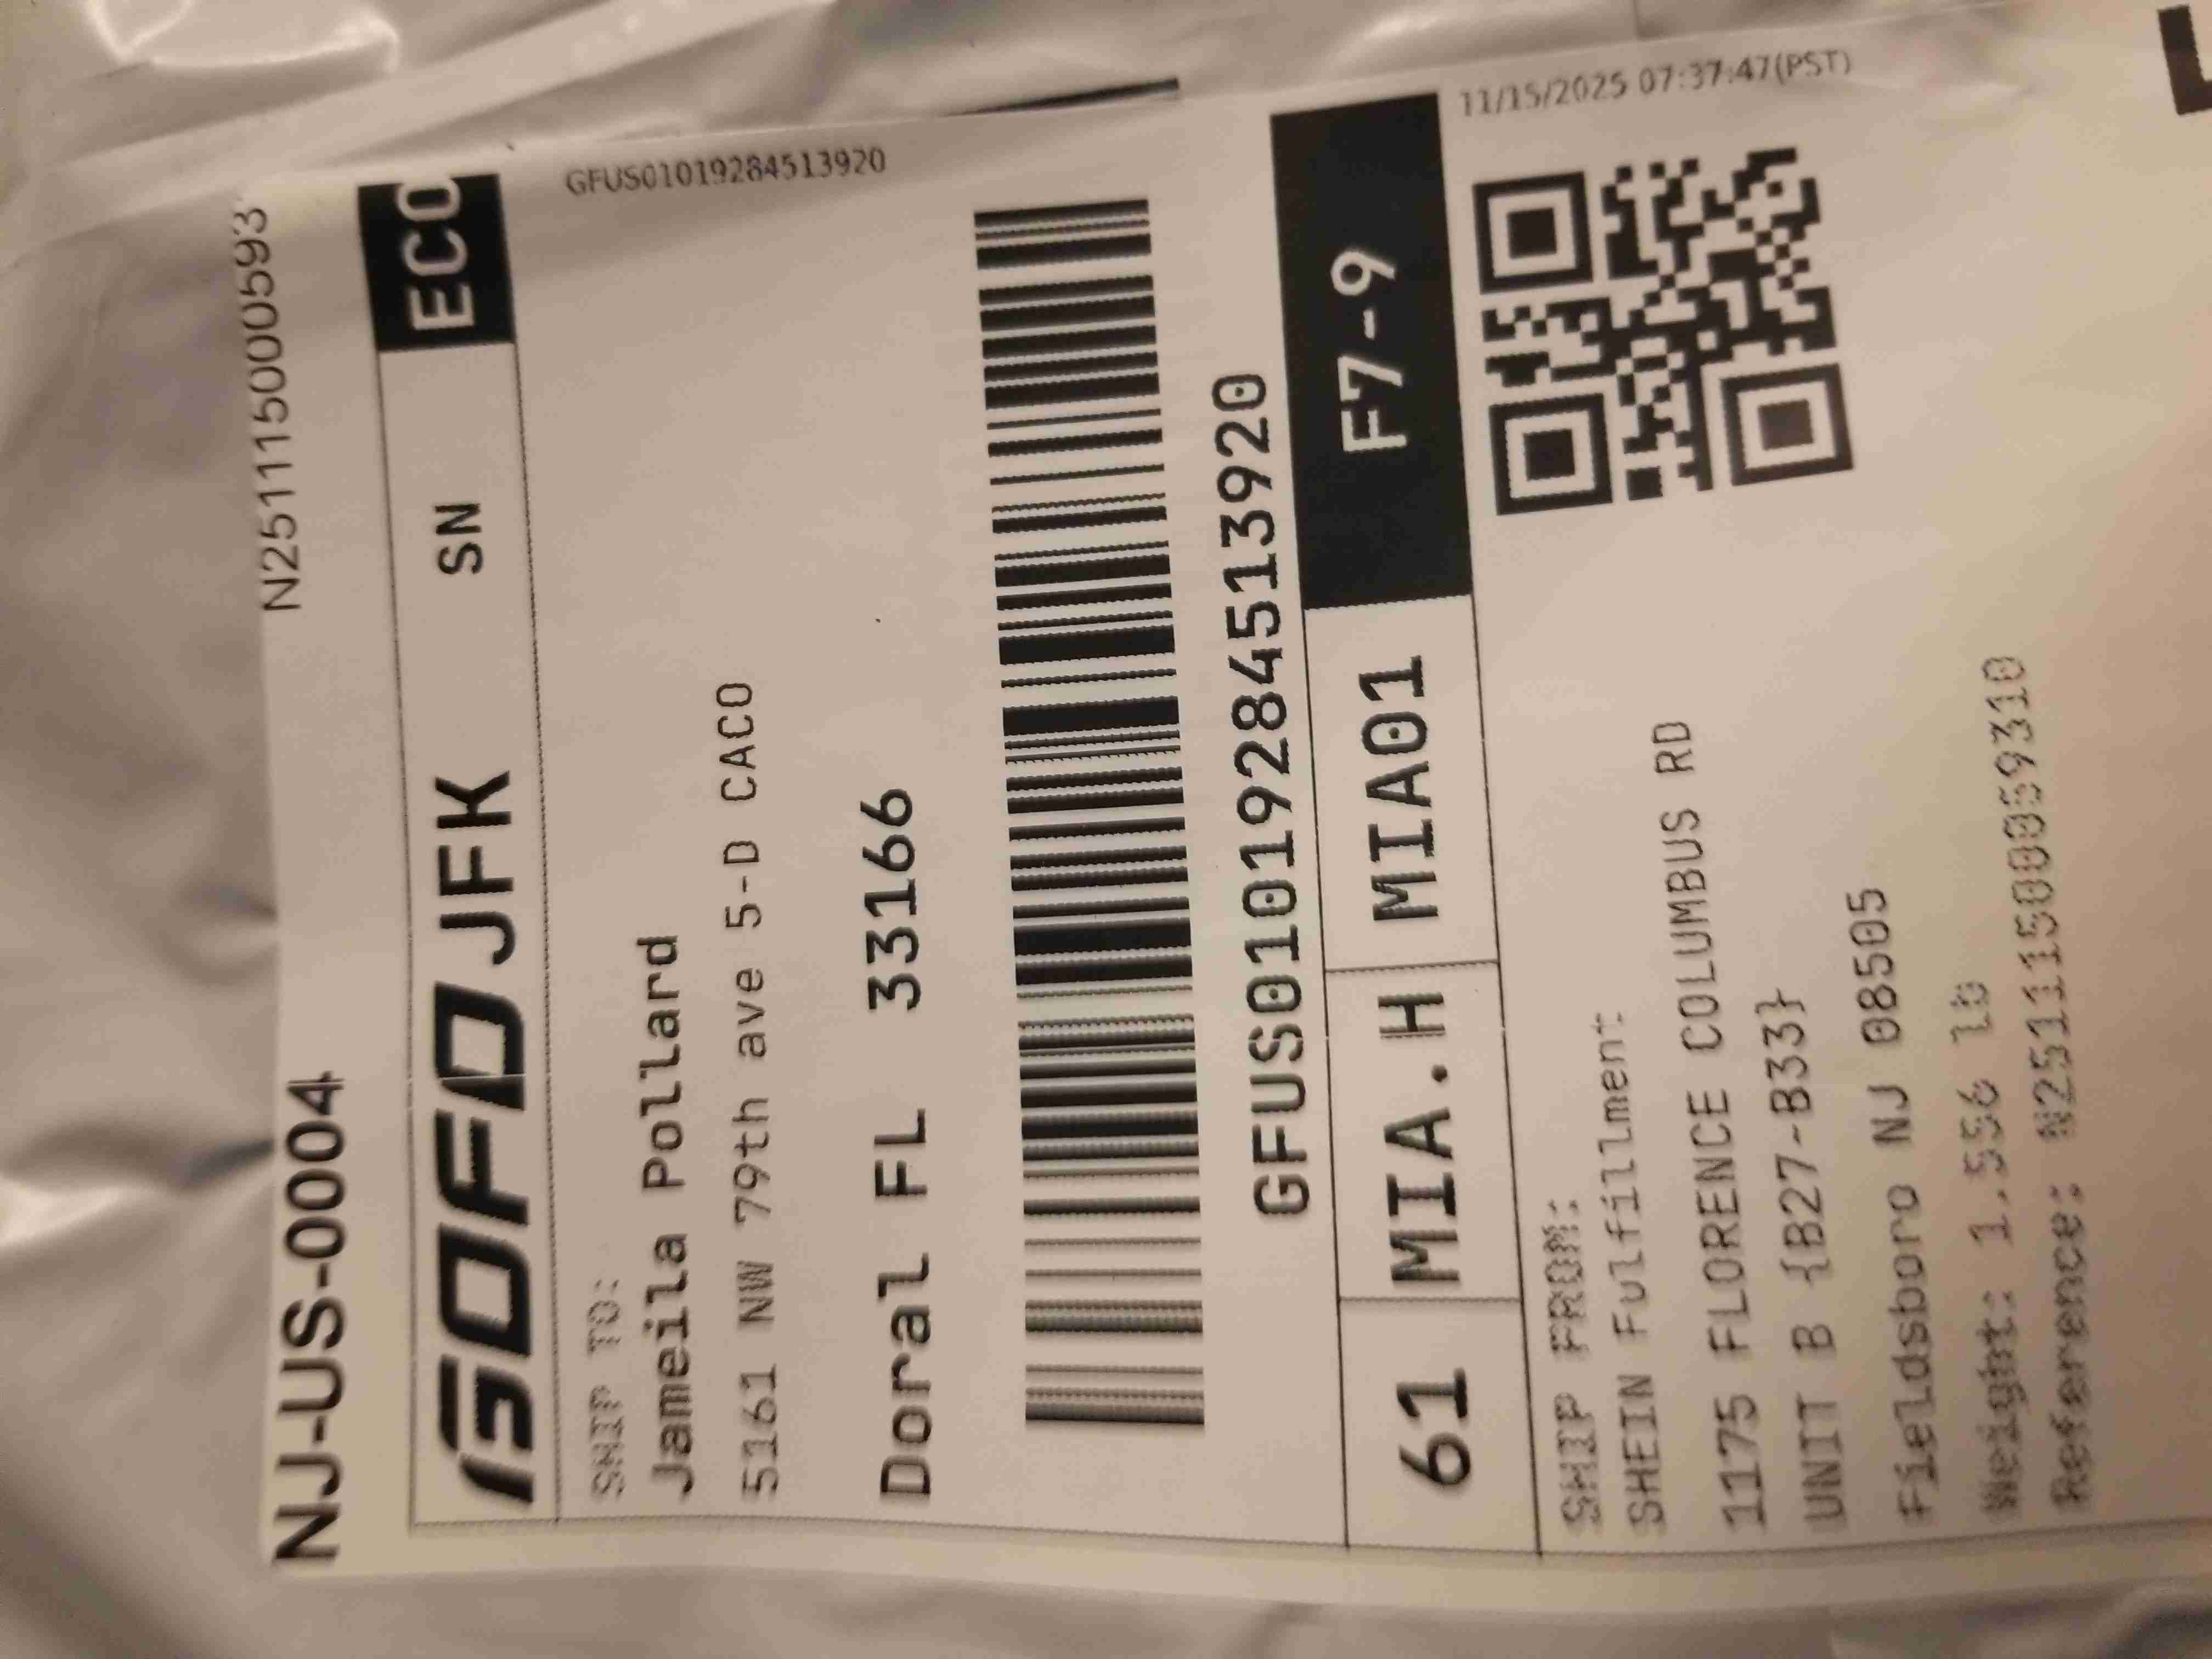 NJ-US-0004
N251115000593
GOFO JFK SN ECO
GFUS01019284513920
SHIP TO:
Jameila Pollard
5161 NW 79th ave 5-D CACO
Doral FL 33166
GFUS01019284513920
61 MIA.H MIA01 F7-9
11/15/2025 07:37:47(PST)
SHIP FROM:
SHEIN Fulfillment
1175 FLORENCE COLUMBUS RD
UNIT B {B27-B33}
Fieldsboro NJ 08505
Weight: 1.556 lb
Reference: N25111500059310